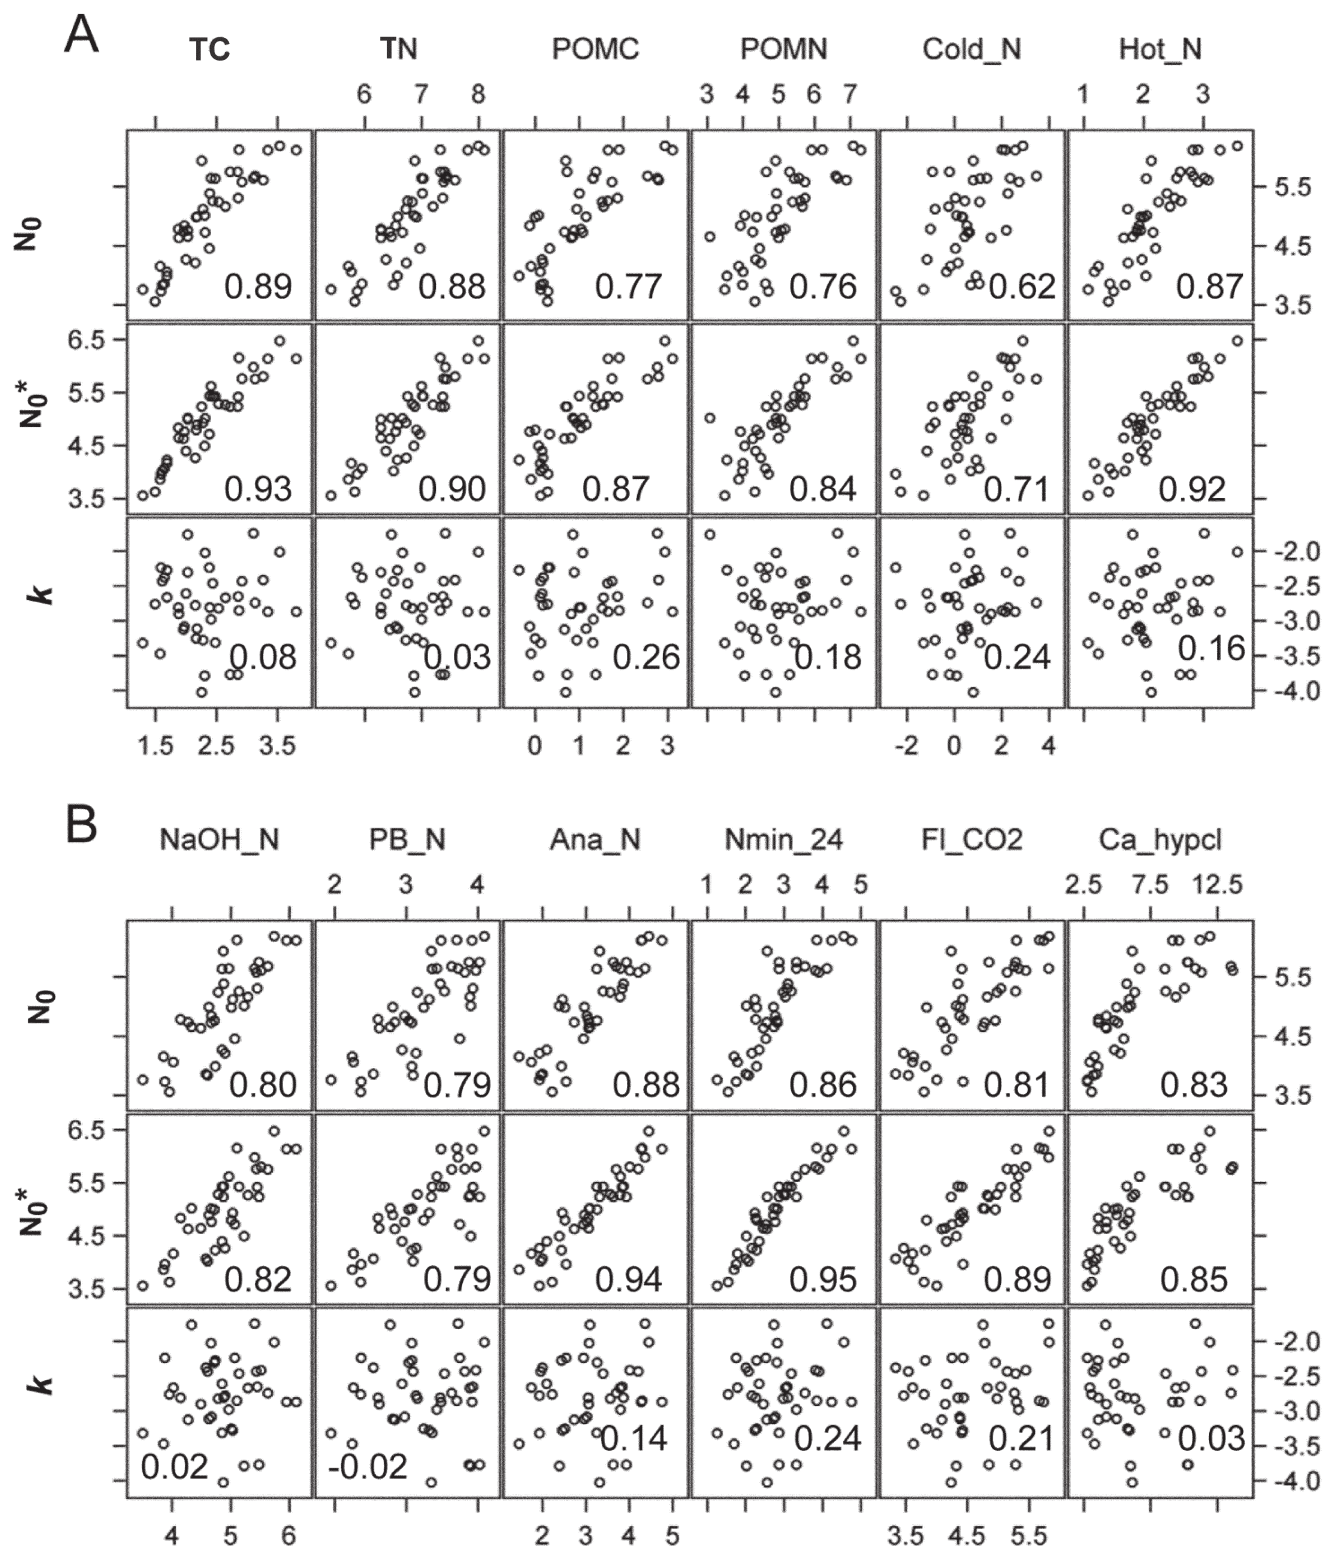 A
TC TN POMC POMN Cold_N Hot_N
6 7 8 3 4 5 6 7 1 2 3
N0 0.89 0.88 0.77 0.76 0.62 0.87
5.5
4.5
3.5
6.5
5.5
4.5
3.5
N0* 0.93 0.90 0.87 0.84 0.71 0.92
k 0.08 0.03 0.26 0.18 0.24 0.16
-2.0
-2.5
-3.0
-3.5
-4.0
1.5 2.5 3.5 0 1 2 3 -2 0 2 4
B
NaOH_N PB_N Ana_N Nmin_24 Fl_CO2 Ca_hypcl
2 3 4 1 2 3 4 5 2.5 7.5 12.5
N0 0.80 0.79 0.88 0.86 0.81 0.83
5.5
4.5
3.5
6.5
5.5
4.5
3.5
N0* 0.82 0.79 0.94 0.95 0.89 0.85
k 0.02 -0.02 0.14 0.24 0.21 0.03
-2.0
-2.5
-3.0
-3.5
-4.0
4 5 6 2 3 4 5 3.5 4.5 5.5